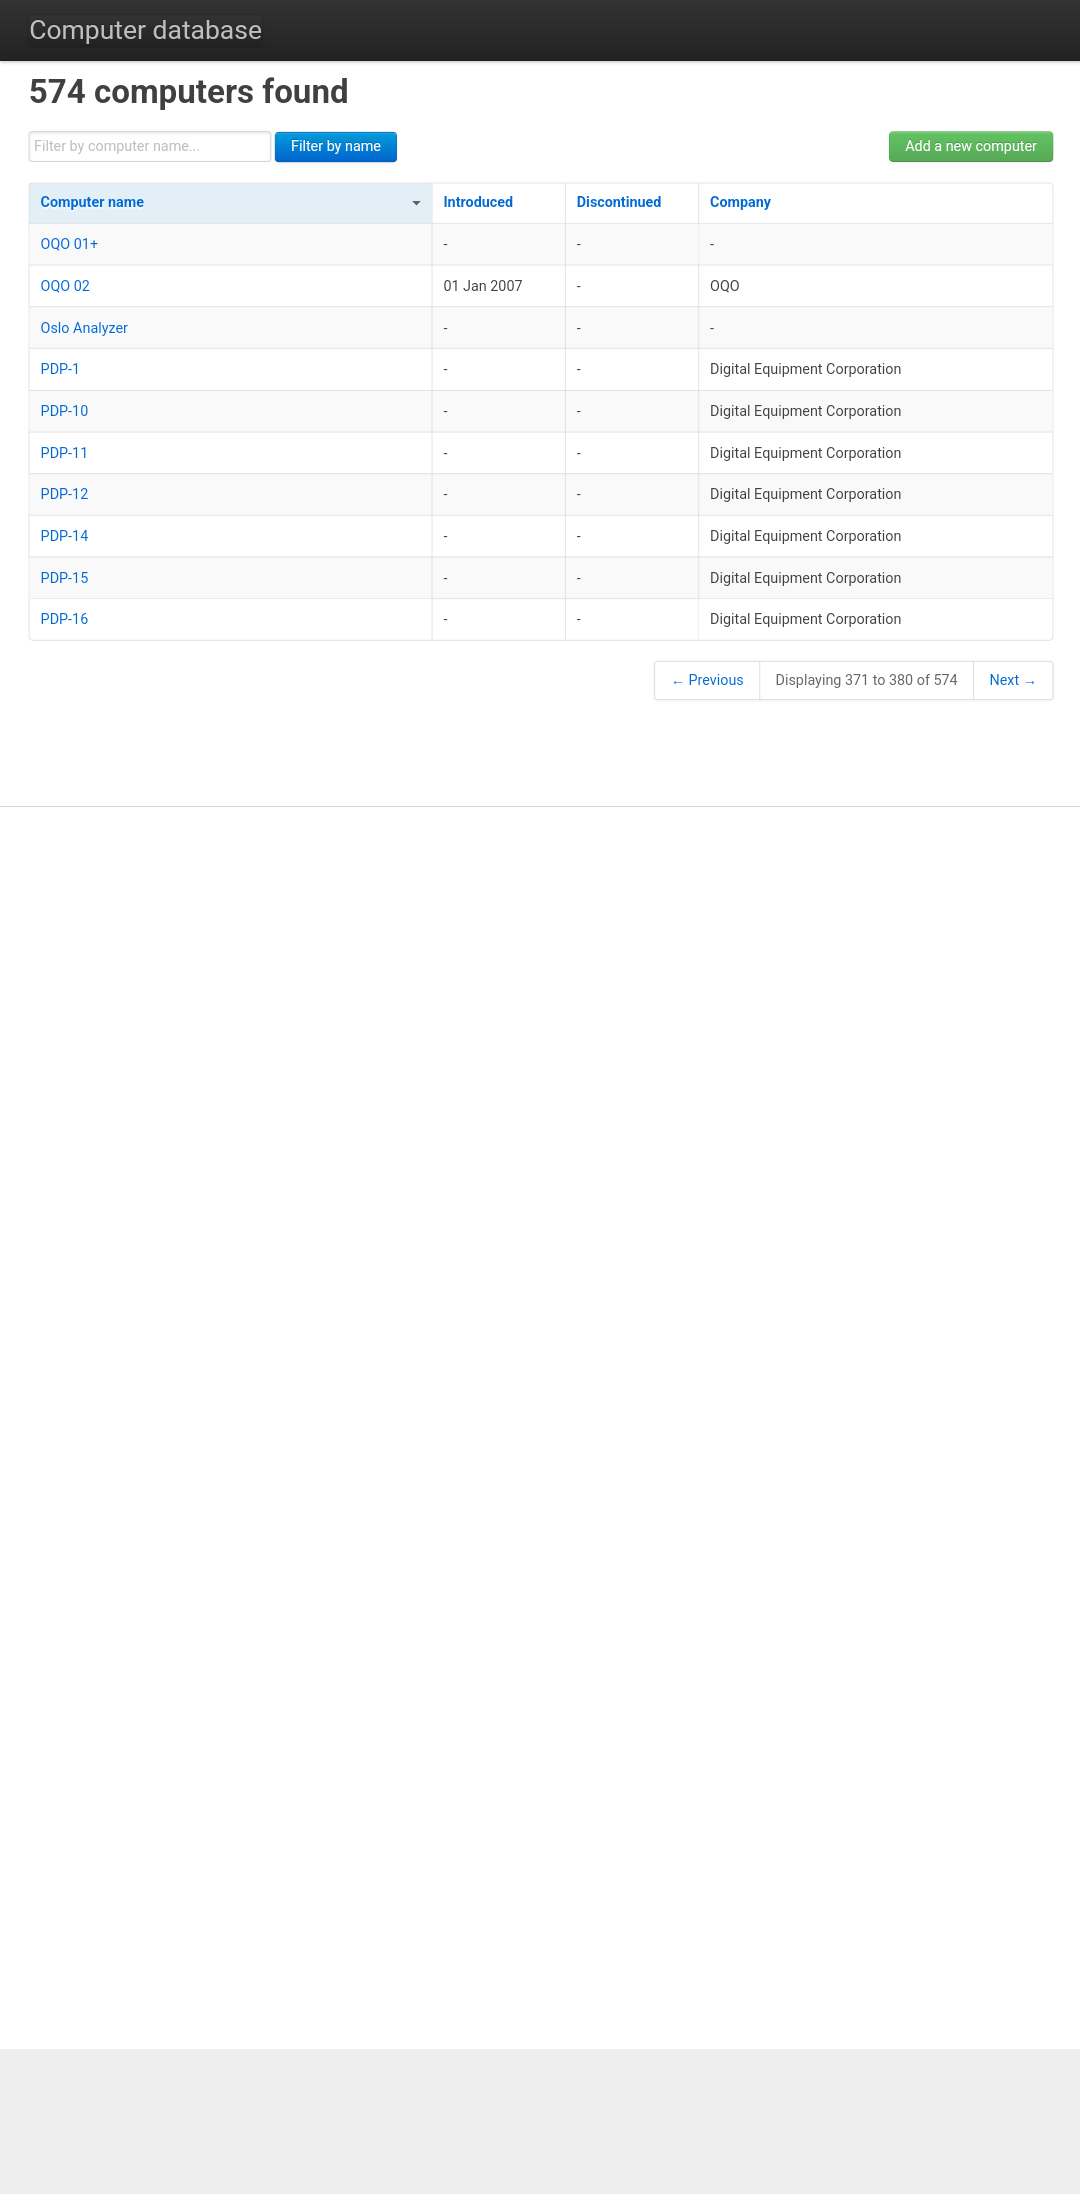 Computer database
574 computers found
Filter by computer name... Filter by name Add a new computer
Computer name Introduced Discontinued Company
OQO 01+ - - -
OQO 02 01 Jan 2007 - OQO
Oslo Analyzer - - -
PDP-1 - - Digital Equipment Corporation
PDP-10 - - Digital Equipment Corporation
PDP-11 - - Digital Equipment Corporation
PDP-12 - - Digital Equipment Corporation
PDP-14 - - Digital Equipment Corporation
PDP-15 - - Digital Equipment Corporation
PDP-16 - - Digital Equipment Corporation
← Previous Displaying 371 to 380 of 574 Next →